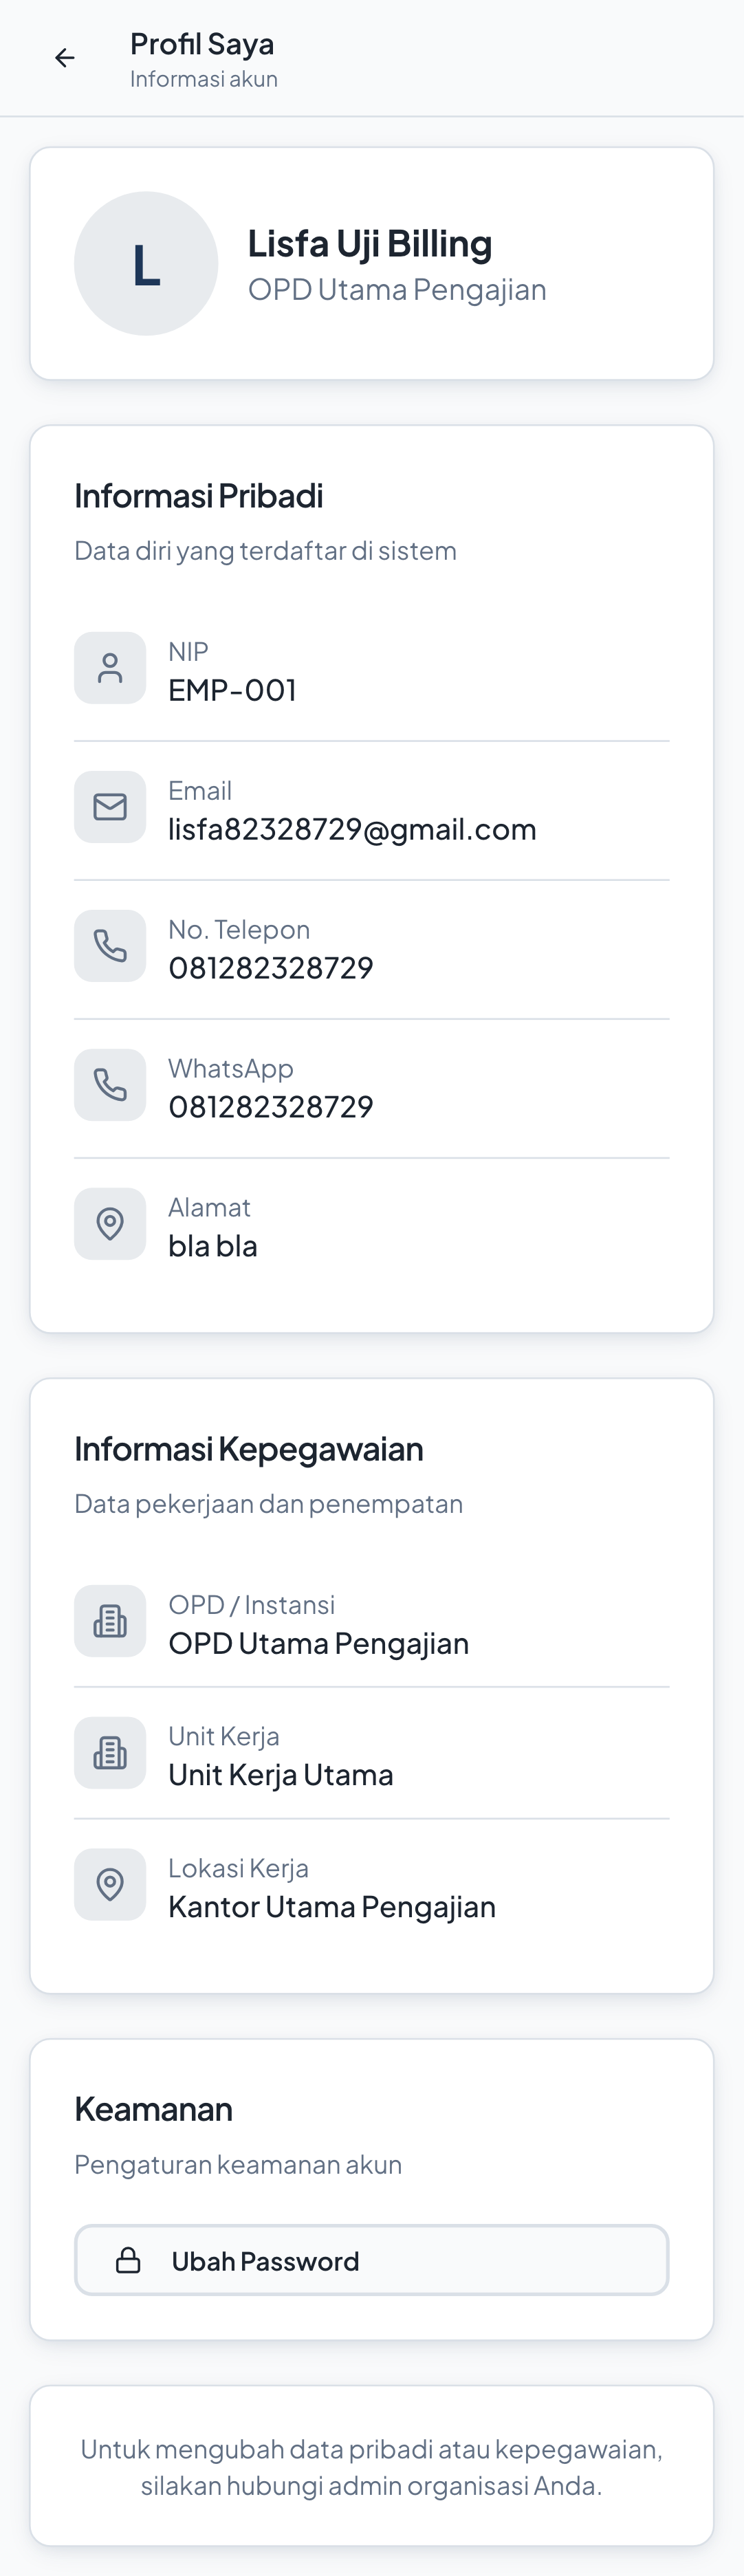 Profil Saya
Informasi akun
L
Lisfa Uji Billing
OPD Utama Pengajian
Informasi Pribadi
Data diri yang terdaftar di sistem
NIP
EMP-001
Email
lisfa82328729@gmail.com
No. Telepon
081282328729
WhatsApp
081282328729
Alamat
bla bla
Informasi Kepegawaian
Data pekerjaan dan penempatan
OPD / Instansi
OPD Utama Pengajian
Unit Kerja
Unit Kerja Utama
Lokasi Kerja
Kantor Utama Pengajian
Keamanan
Pengaturan keamanan akun
Ubah Password
Untuk mengubah data pribadi atau kepegawaian,
silakan hubungi admin organisasi Anda.